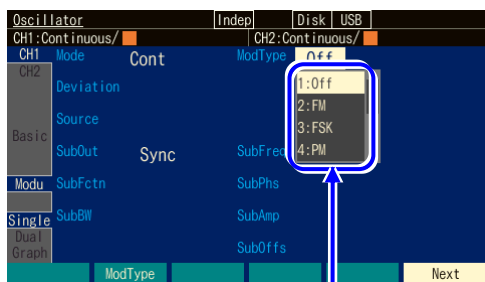 Oscillator Indep Disk USB
CH1:Continuous/ CH2:Continuous/
CH1 Mode Cont ModType Off
CH2
Deviation 1:Off
2:FM
Source 3:FSK
Basic
SubOut Sync SubFreq 4:PM
Modu SubFctn SubPhs
Single SubBW SubAmp
Dual
Graph SubOffs
ModType Next